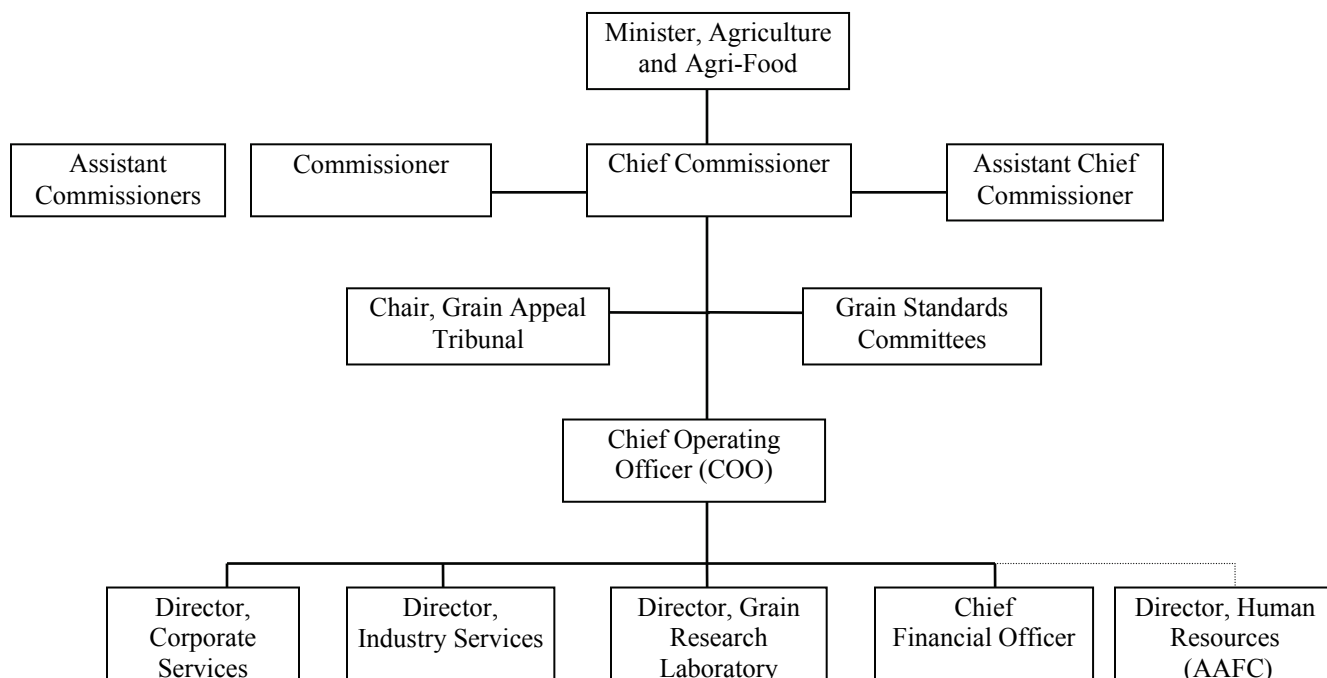 Minister, Agriculture
and Agri-Food
Assistant
Commissioners
Commissioner
Chief Commissioner
Assistant Chief
Commissioner
Chair, Grain Appeal
Tribunal
Grain Standards
Committees
Chief Operating
Officer (COO)
Director,
Corporate
Services
Director,
Industry Services
Director, Grain
Research
Laboratory
Chief
Financial Officer
Director, Human
Resources
(AAFC)